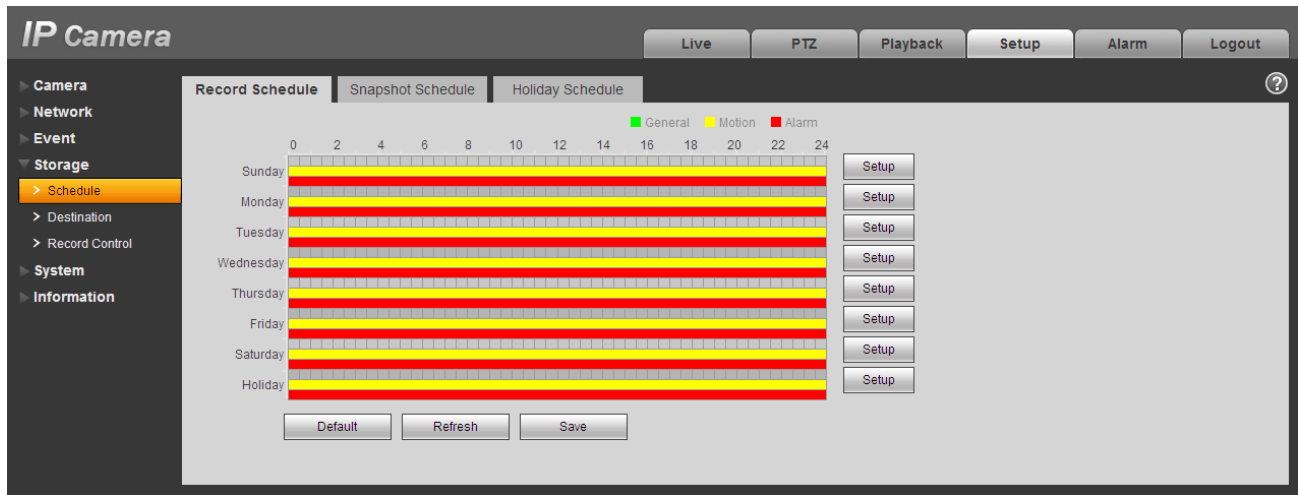 IP Camera
Live PTZ Playback Setup Alarm Logout
Camera
Network
Event
Storage
Schedule
Destination
Record Control
System
Information
Record Schedule Snapshot Schedule Holiday Schedule ?
General Motion Alarm
0 2 4 6 8 10 12 14 16 18 20 22 24
Sunday Setup
Monday Setup
Tuesday Setup
Wednesday Setup
Thursday Setup
Friday Setup
Saturday Setup
Holiday Setup
Default Refresh Save